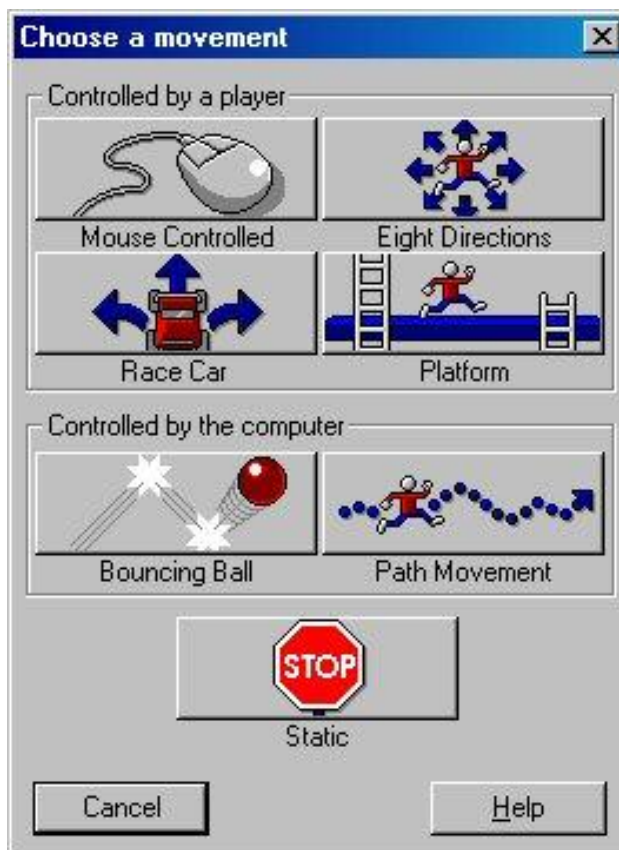 Choose a movement
Controlled by a player
Mouse Controlled
Eight Directions
Race Car
Platform
Controlled by the computer
Bouncing Ball
Path Movement
STOP
Static
Cancel
Help